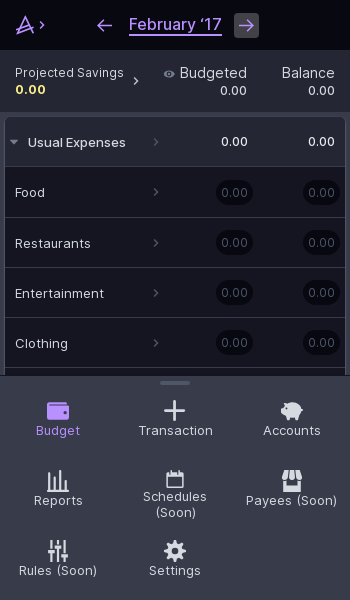 February ‘17
Projected Savings
0.00
Budgeted
0.00
Balance
0.00
Usual Expenses 0.00 0.00
Food 0.00 0.00
Restaurants 0.00 0.00
Entertainment 0.00 0.00
Clothing 0.00 0.00
Budget Transaction Accounts
Reports Schedules (Soon) Payees (Soon)
Rules (Soon) Settings